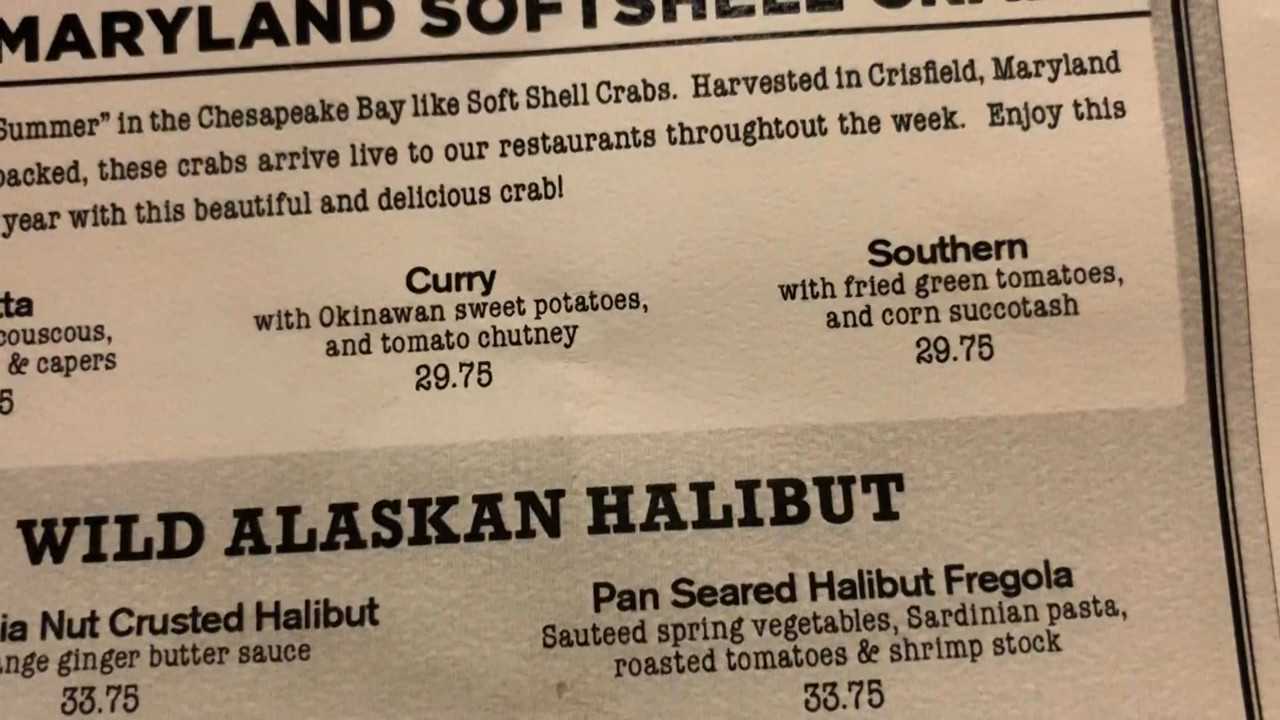 MARYLAND SOFTSHELL
Summer" in the Chesapeake Bay like Soft Shell Crabs. Harvested in Crisfield, Maryland
packed, these crabs arrive live to our restaurants throughtout the week. Enjoy this
year with this beautiful and delicious crab!
tta
couscous,
& capers
5
Curry
with Okinawan sweet potatoes,
and tomato chutney
29.75
Southern
with fried green tomatoes,
and corn succotash
29.75
WILD ALASKAN HALIBUT
ia Nut Crusted Halibut
nge ginger butter sauce
33.75
Pan Seared Halibut Fregola
Sauteed spring vegetables, Sardinian pasta,
roasted tomatoes & shrimp stock
33.75